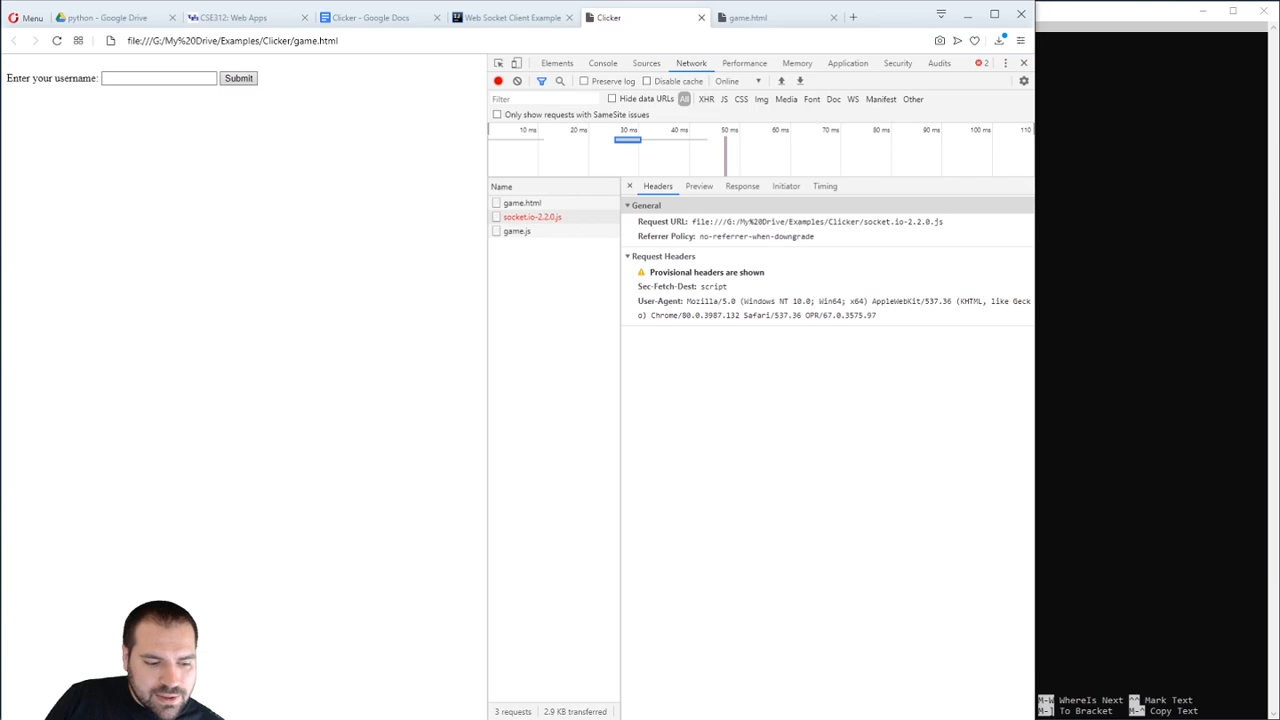 Menu python - Google Drive CSE312: Web Apps Clicker - Google Docs Web Socket Client Example Clicker game.html
file:///G:/My%20Drive/Examples/Clicker/game.html
Enter your username: Submit
Elements Console Sources Network Performance Memory Application Security Audits 2
Preserve log Disable cache Online
Filter Hide data URLs All XHR JS CSS Img Media Font Doc WS Manifest Other
Only show requests with SameSite issues
10 ms 20 ms 30 ms 40 ms 50 ms 60 ms 70 ms 80 ms 90 ms 100 ms 110
Name Headers Preview Response Initiator Timing
game.html
socket.io-2.2.0.js
game.js
General
Request URL: file:///G:/My%20Drive/Examples/Clicker/socket.io-2.2.0.js
Referrer Policy: no-referrer-when-downgrade
Request Headers
Provisional headers are shown
Sec-Fetch-Dest: script
User-Agent: Mozilla/5.0 (Windows NT 10.0; Win64; x64) AppleWebKit/537.36 (KHTML, like Geck
o) Chrome/80.0.3987.132 Safari/537.36 OPR/67.0.3575.97
3 requests 2.9 KB transferred
M-W WhereIs Next ^^ Mark Text
M-] To Bracket M-^ Copy Text